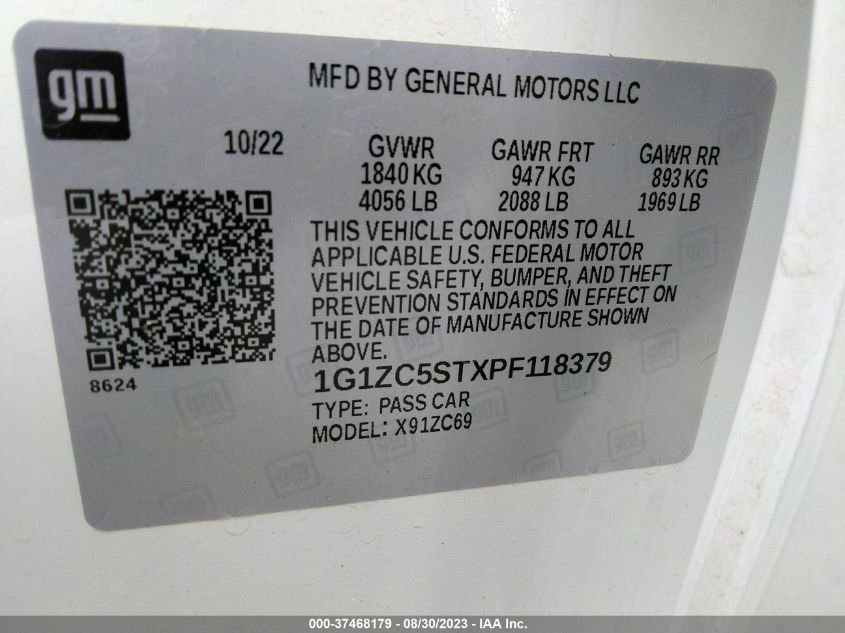 gm
MFD BY GENERAL MOTORS LLC
10/22
GVWR GAWR FRT GAWR RR
1840 KG 947 KG 893 KG
4056 LB 2088 LB 1969 LB
THIS VEHICLE CONFORMS TO ALL
APPLICABLE U.S. FEDERAL MOTOR
VEHICLE SAFETY, BUMPER, AND THEFT
PREVENTION STANDARDS IN EFFECT ON
THE DATE OF MANUFACTURE SHOWN
ABOVE.
8624
1G1ZC5STXPF118379
TYPE: PASS CAR
MODEL: X91ZC69
000-37468179 - 08/30/2023 - IAA Inc.